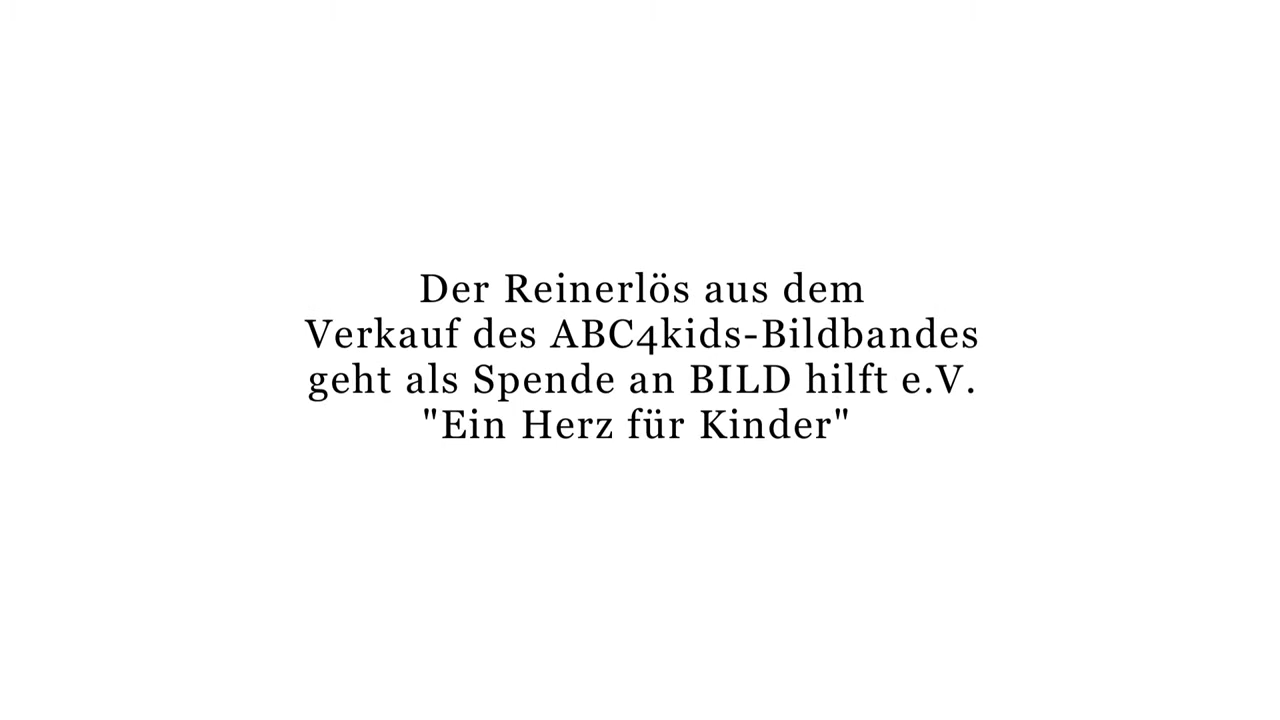 Der Reinerlös aus dem
Verkauf des ABC4kids-Bildbandes
geht als Spende an BILD hilft e.V.
"Ein Herz für Kinder"